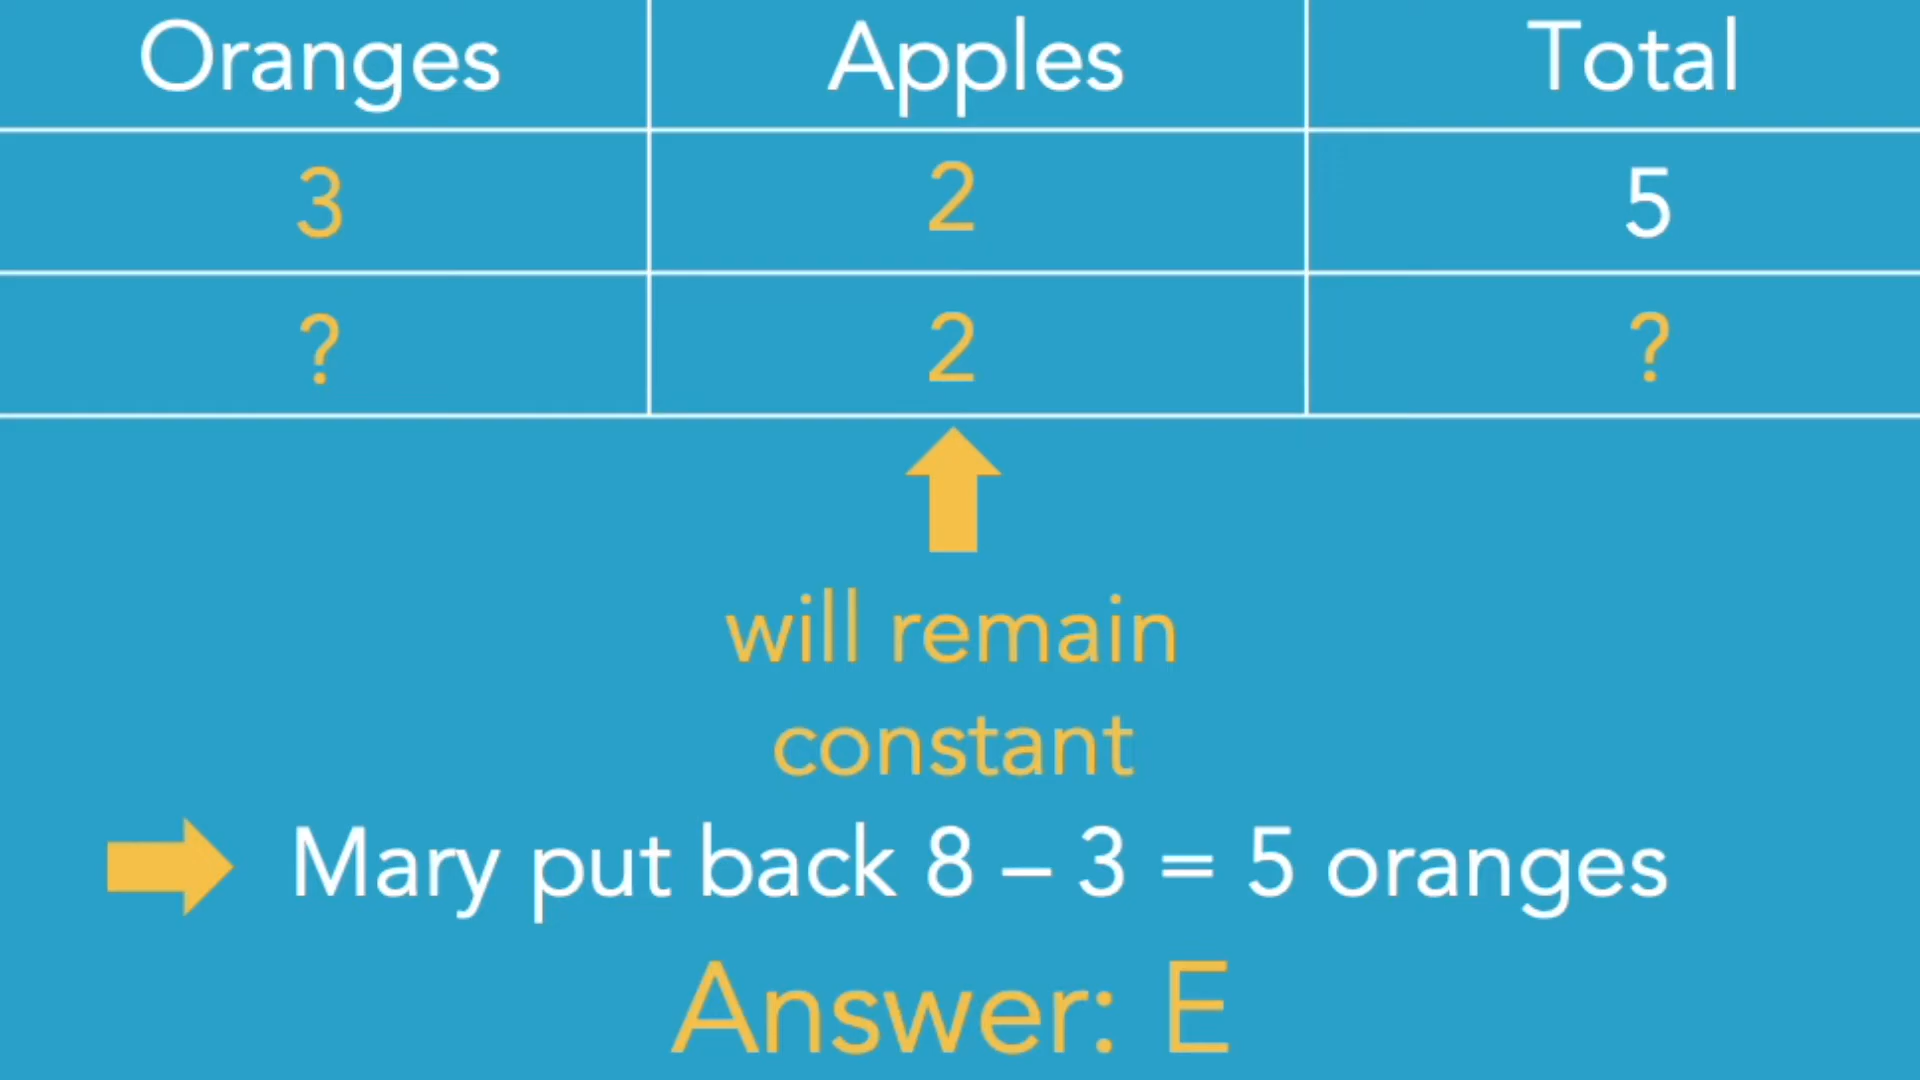 Oranges Apples Total
3 2 5
? 2 ?
will remain
constant
Mary put back 8 – 3 = 5 oranges
Answer: E